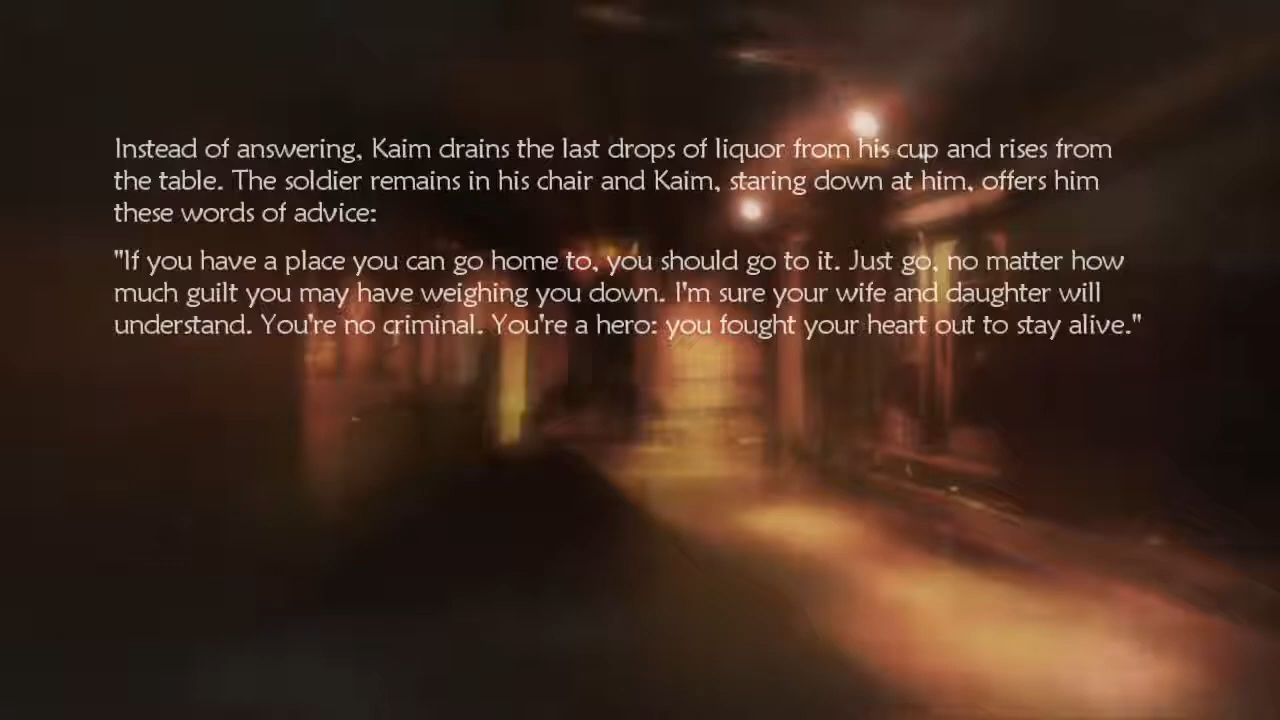 Instead of answering, Kaim drains the last drops of liquor from his cup and rises from
the table. The soldier remains in his chair and Kaim, staring down at him, offers him
these words of advice:
"If you have a place you can go home to, you should go to it. Just go, no matter how
much guilt you may have weighing you down. I'm sure your wife and daughter will
understand. You're no criminal. You're a hero: you fought your heart out to stay alive."